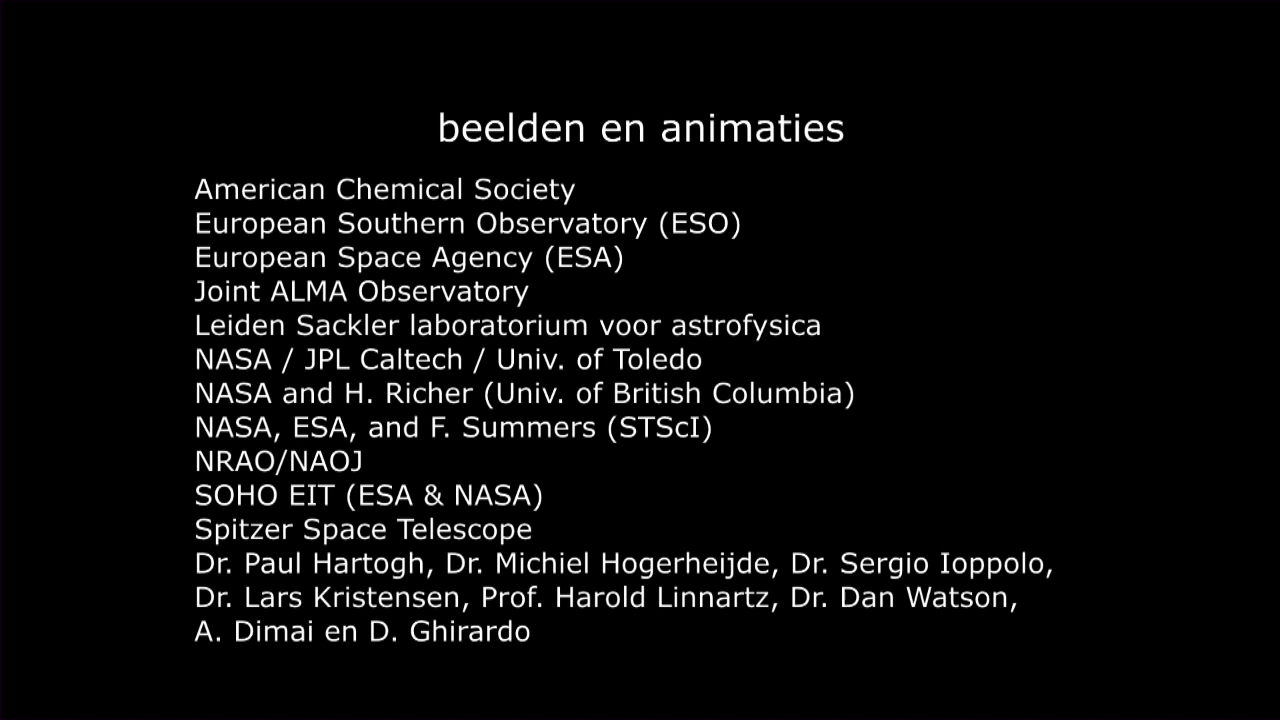 beelden en animaties
American Chemical Society
European Southern Observatory (ESO)
European Space Agency (ESA)
Joint ALMA Observatory
Leiden Sackler laboratorium voor astrofysica
NASA / JPL Caltech / Univ. of Toledo
NASA and H. Richer (Univ. of British Columbia)
NASA, ESA, and F. Summers (STScI)
NRAO/NAOJ
SOHO EIT (ESA & NASA)
Spitzer Space Telescope
Dr. Paul Hartogh, Dr. Michiel Hogerheijde, Dr. Sergio Ioppolo,
Dr. Lars Kristensen, Prof. Harold Linnartz, Dr. Dan Watson,
A. Dimai en D. Ghirardo